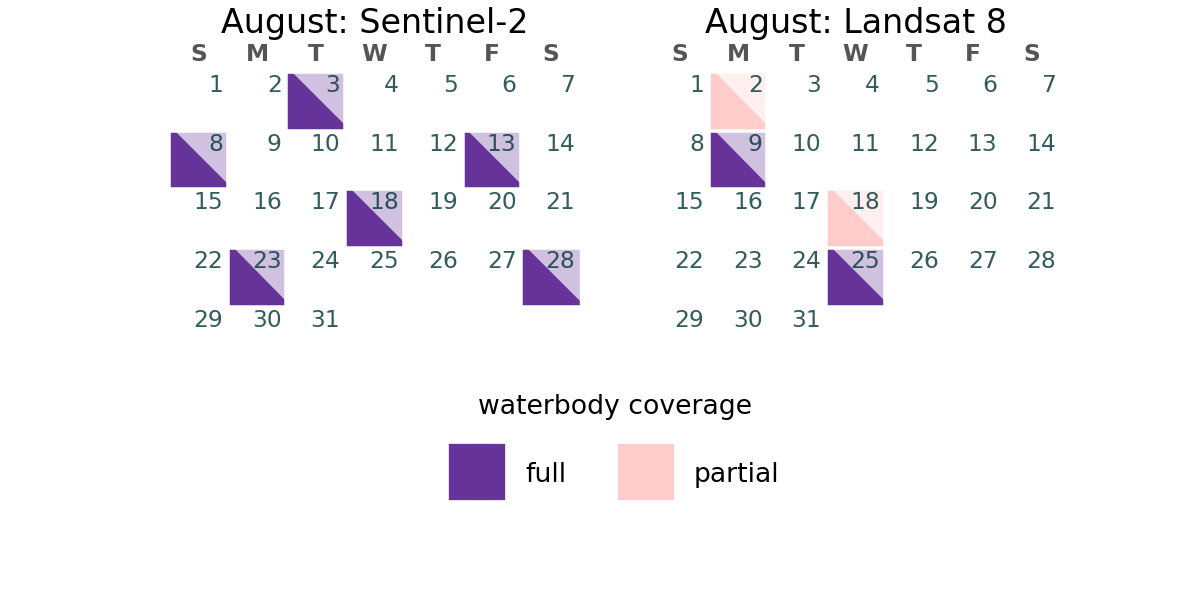 August: Sentinel-2
S M T W T F S
1 2 3 4 5 6 7
8 9 10 11 12 13 14
15 16 17 18 19 20 21
22 23 24 25 26 27 28
29 30 31
August: Landsat 8
S M T W T F S
1 2 3 4 5 6 7
8 9 10 11 12 13 14
15 16 17 18 19 20 21
22 23 24 25 26 27 28
29 30 31
waterbody coverage
full
partial